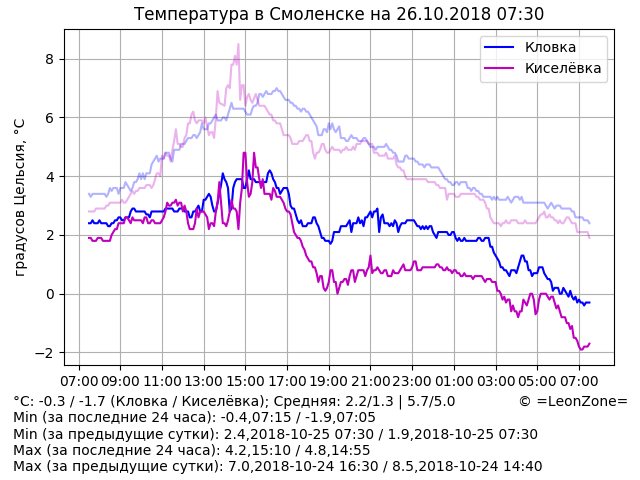 Температура в Смоленске на 26.10.2018 07:30
Кловка
Киселёвка
градусов Цельсия, °C
8
6
4
2
0
−2
07:00 09:00 11:00 13:00 15:00 17:00 19:00 21:00 23:00 01:00 03:00 05:00 07:00
°C: -0.3 / -1.7 (Кловка / Киселёвка); Средняя: 2.2/1.3 | 5.7/5.0 © =LeonZone=
Min (за последние 24 часа): -0.4,07:15 / -1.9,07:05
Min (за предыдущие сутки): 2.4,2018-10-25 07:30 / 1.9,2018-10-25 07:30
Max (за последние 24 часа): 4.2,15:10 / 4.8,14:55
Max (за предыдущие сутки): 7.0,2018-10-24 16:30 / 8.5,2018-10-24 14:40